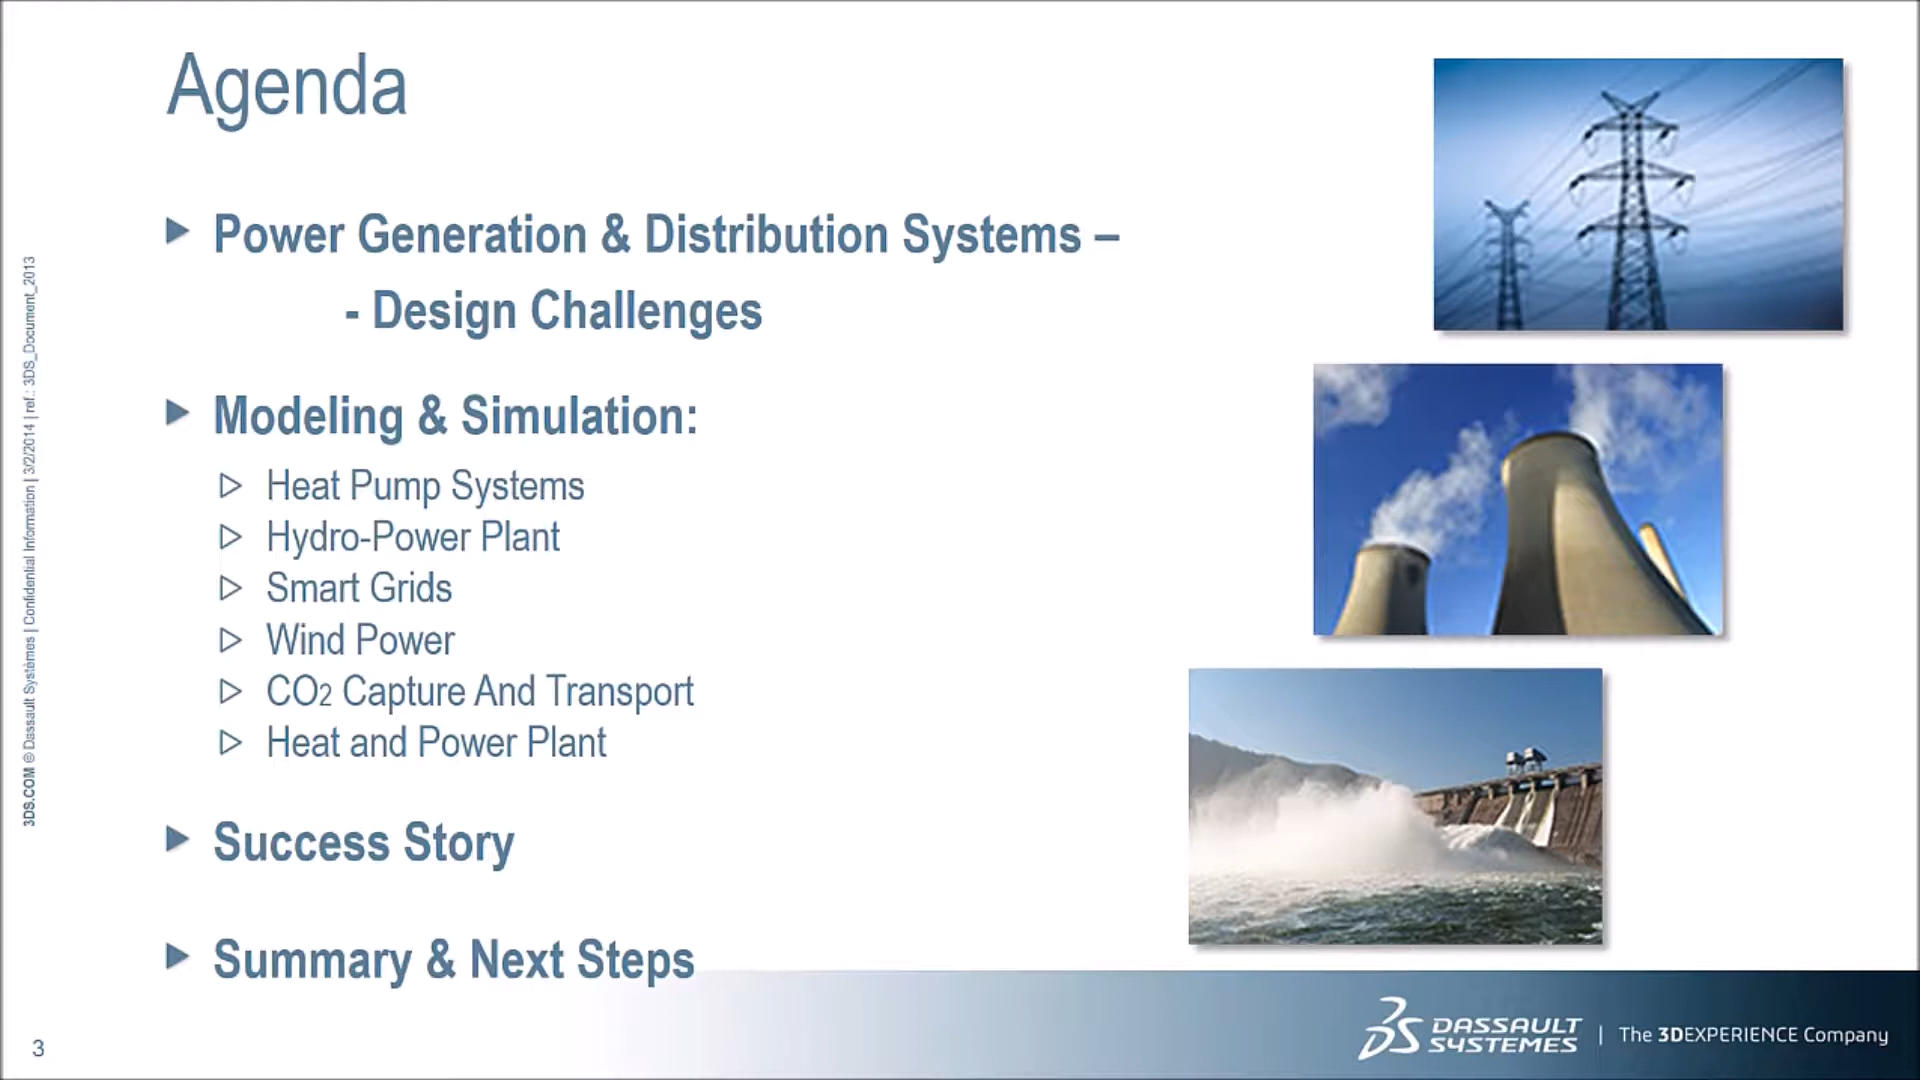 Agenda
Power Generation & Distribution Systems –
- Design Challenges
Modeling & Simulation:
Heat Pump Systems
Hydro-Power Plant
Smart Grids
Wind Power
CO2 Capture And Transport
Heat and Power Plant
Success Story
Summary & Next Steps
3DS.COM © Dassault Systèmes | Confidential Information | 3/2/2014 | ref.: 3DS_Document_2013
3
DASSAULT
SYSTEMES
| The 3DEXPERIENCE Company